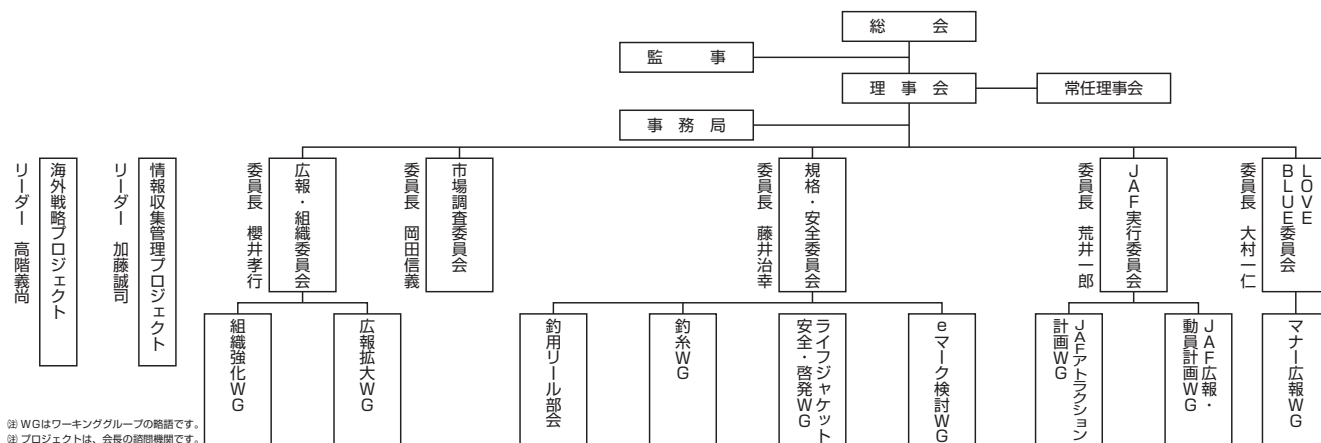 総会
監事
理事会
常任理事会
事務局
海外戦略プロジェクト
リーダー 高階義尚
情報収集管理プロジェクト
リーダー 加藤誠司
広報・組織委員会
委員長 櫻井孝行
市場調査委員会
委員長 岡田信義
規格・安全委員会
委員長 藤井治幸
JAF実行委員会
委員長 荒井一郎
LOVE
BLUE委員会
委員長 大村一仁
組織強化WG
広報拡大WG
釣用リール部会
釣糸WG
ライフジャケット
安全・啓発WG
eマーク検討WG
JAFアトラクション
計画WG
JAF広報・
動員計画WG
マナー広報WG
㊟ WGはワーキンググループの略語です。
㊟ プロジェクトは、会長の諮問機関です。